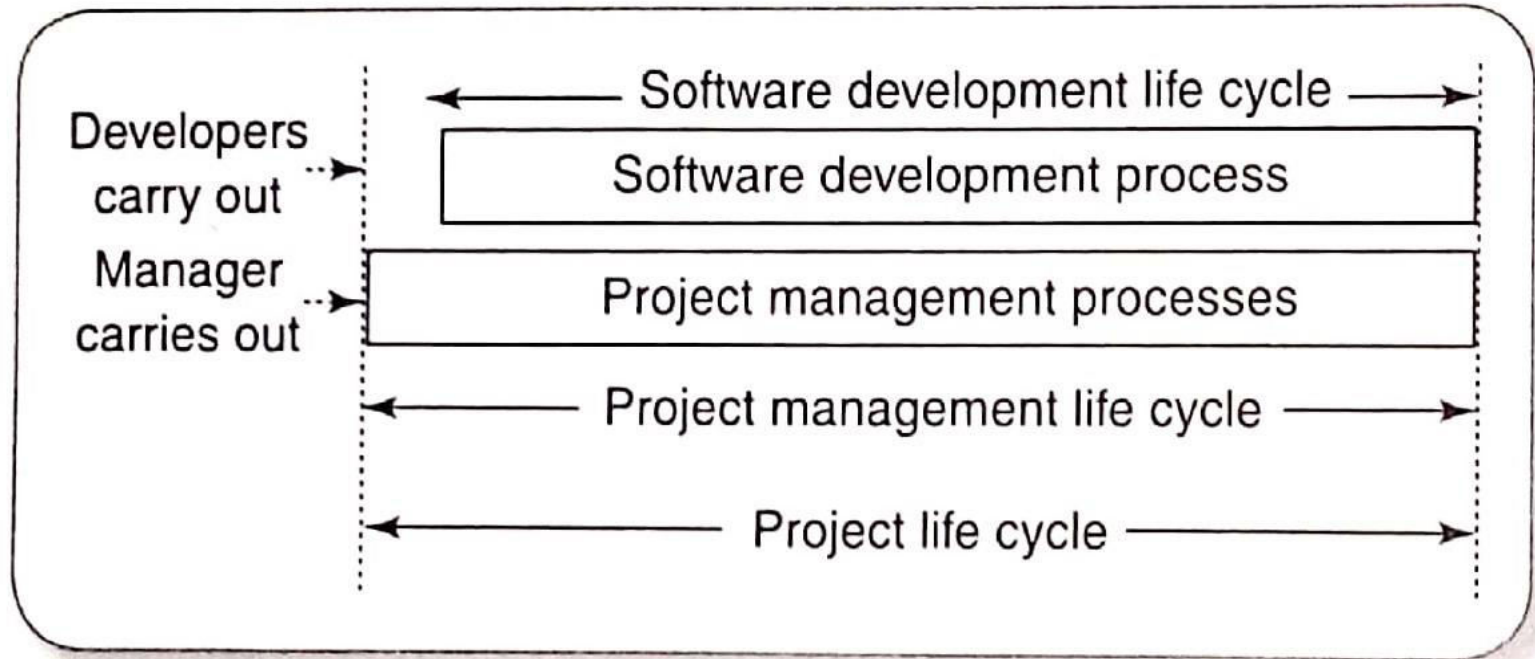 Software development life cycle
Developers
carry out
Software development process
Manager
carries out
Project management processes
Project management life cycle
Project life cycle